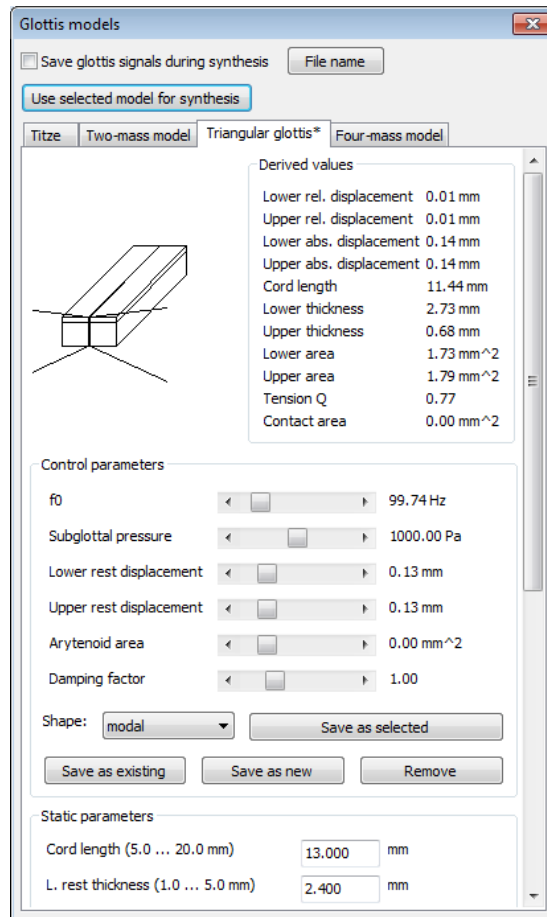 Glottis models
Save glottis signals during synthesis File name
Use selected model for synthesis
Titze Two-mass model Triangular glottis* Four-mass model
Derived values
Lower rel. displacement 0.01 mm
Upper rel. displacement 0.01 mm
Lower abs. displacement 0.14 mm
Upper abs. displacement 0.14 mm
Cord length 11.44 mm
Lower thickness 2.73 mm
Upper thickness 0.68 mm
Lower area 1.73 mm^2
Upper area 1.79 mm^2
Tension Q 0.77
Contact area 0.00 mm^2
Control parameters
f0 99.74 Hz
Subglottal pressure 1000.00 Pa
Lower rest displacement 0.13 mm
Upper rest displacement 0.13 mm
Arytenoid area 0.00 mm^2
Damping factor 1.00
Shape: modal Save as selected
Save as existing Save as new Remove
Static parameters
Cord length (5.0 ... 20.0 mm) 13.000 mm
L. rest thickness (1.0 ... 5.0 mm) 2.400 mm